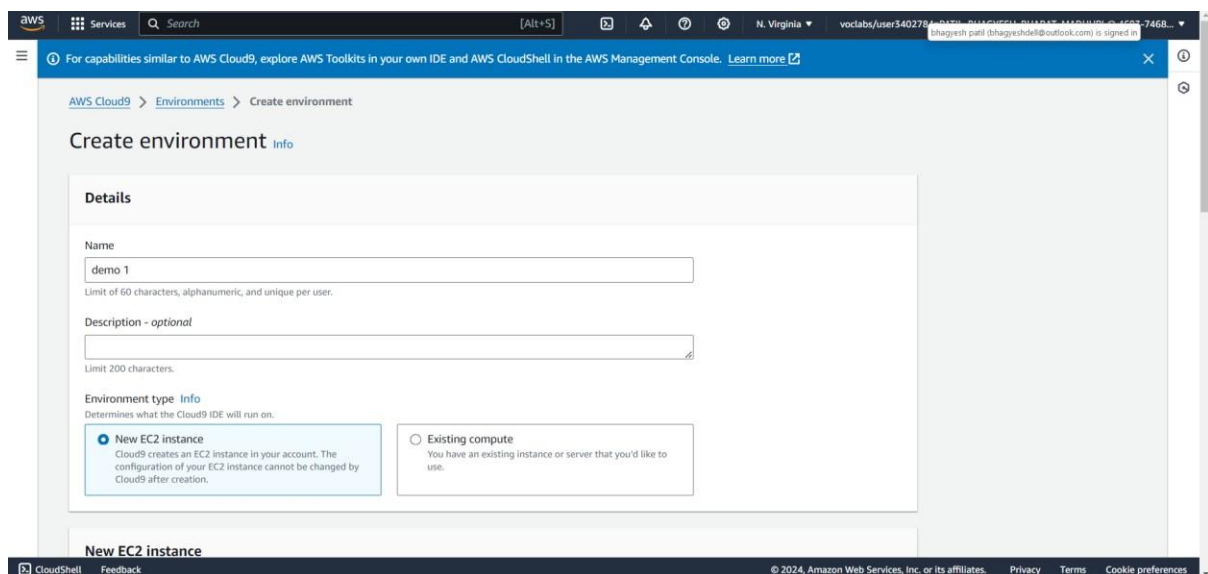 aws Services Search [Alt+S] N. Virginia voclabs/user3402784 -7468...
bhagyesh patil (bhagyeshdell@outlook.com) is signed in
For capabilities similar to AWS Cloud9, explore AWS Toolkits in your own IDE and AWS CloudShell in the AWS Management Console. Learn more
AWS Cloud9 > Environments > Create environment
Create environment Info
Details
Name
demo 1
Limit of 60 characters, alphanumeric, and unique per user.
Description - optional
Limit 200 characters.
Environment type Info
Determines what the Cloud9 IDE will run on.
New EC2 instance
Cloud9 creates an EC2 instance in your account. The
configuration of your EC2 instance cannot be changed by
Cloud9 after creation.
Existing compute
You have an existing instance or server that you'd like to
use.
New EC2 instance
CloudShell Feedback © 2024, Amazon Web Services, Inc. or its affiliates. Privacy Terms Cookie preferences